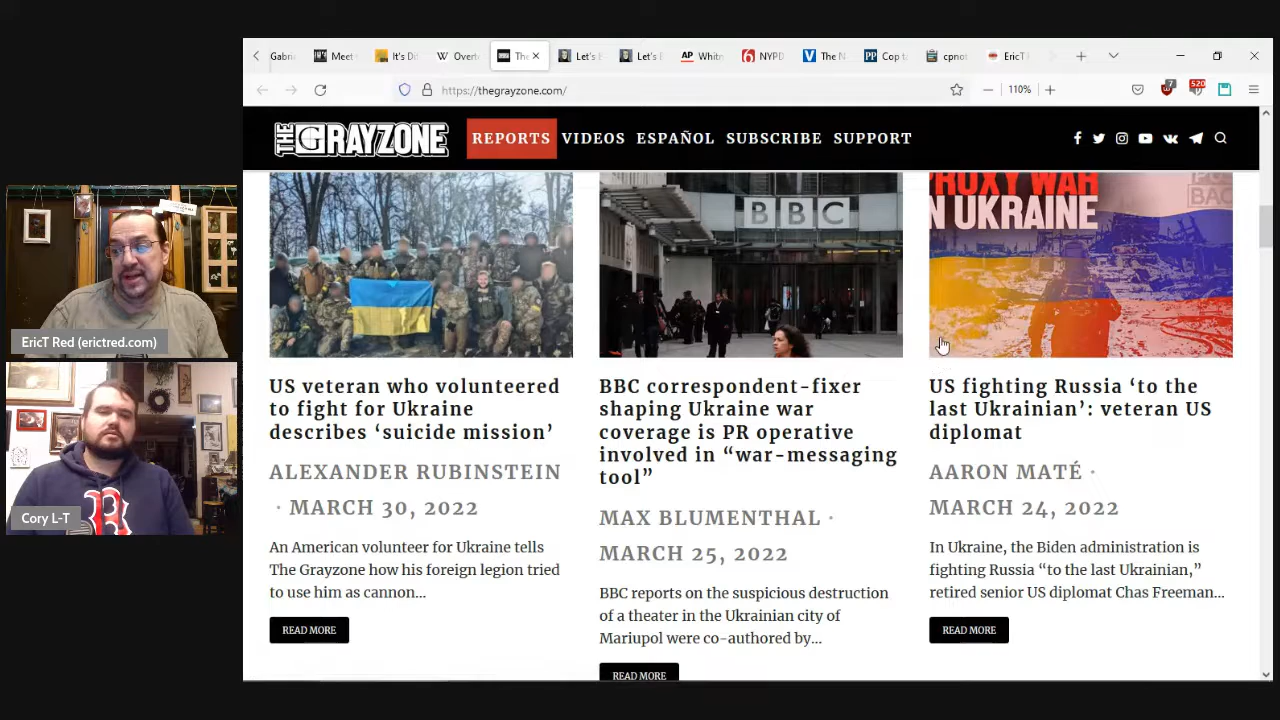 Gabrie
Meet
It's Di
Overt
The
Let's E
Let's E
Whitn
NYPD
The N
Cop ta
cpnot
EricT
https://thegrayzone.com/
110%
7
520
THE GRAYZONE
REPORTS VIDEOS ESPAÑOL SUBSCRIBE SUPPORT
BBC
PROXY WAR
IN UKRAINE
EricT Red (erictred.com)
Cory L-T
US veteran who volunteered
to fight for Ukraine
describes ‘suicide mission’
ALEXANDER RUBINSTEIN
· MARCH 30, 2022
An American volunteer for Ukraine tells
The Grayzone how his foreign legion tried
to use him as cannon...
READ MORE
BBC correspondent-fixer
shaping Ukraine war
coverage is PR operative
involved in “war-messaging
tool”
MAX BLUMENTHAL ·
MARCH 25, 2022
BBC reports on the suspicious destruction
of a theater in the Ukrainian city of
Mariupol were co-authored by...
READ MORE
US fighting Russia ‘to the
last Ukrainian’: veteran US
diplomat
AARON MATÉ ·
MARCH 24, 2022
In Ukraine, the Biden administration is
fighting Russia “to the last Ukrainian,”
retired senior US diplomat Chas Freeman...
READ MORE